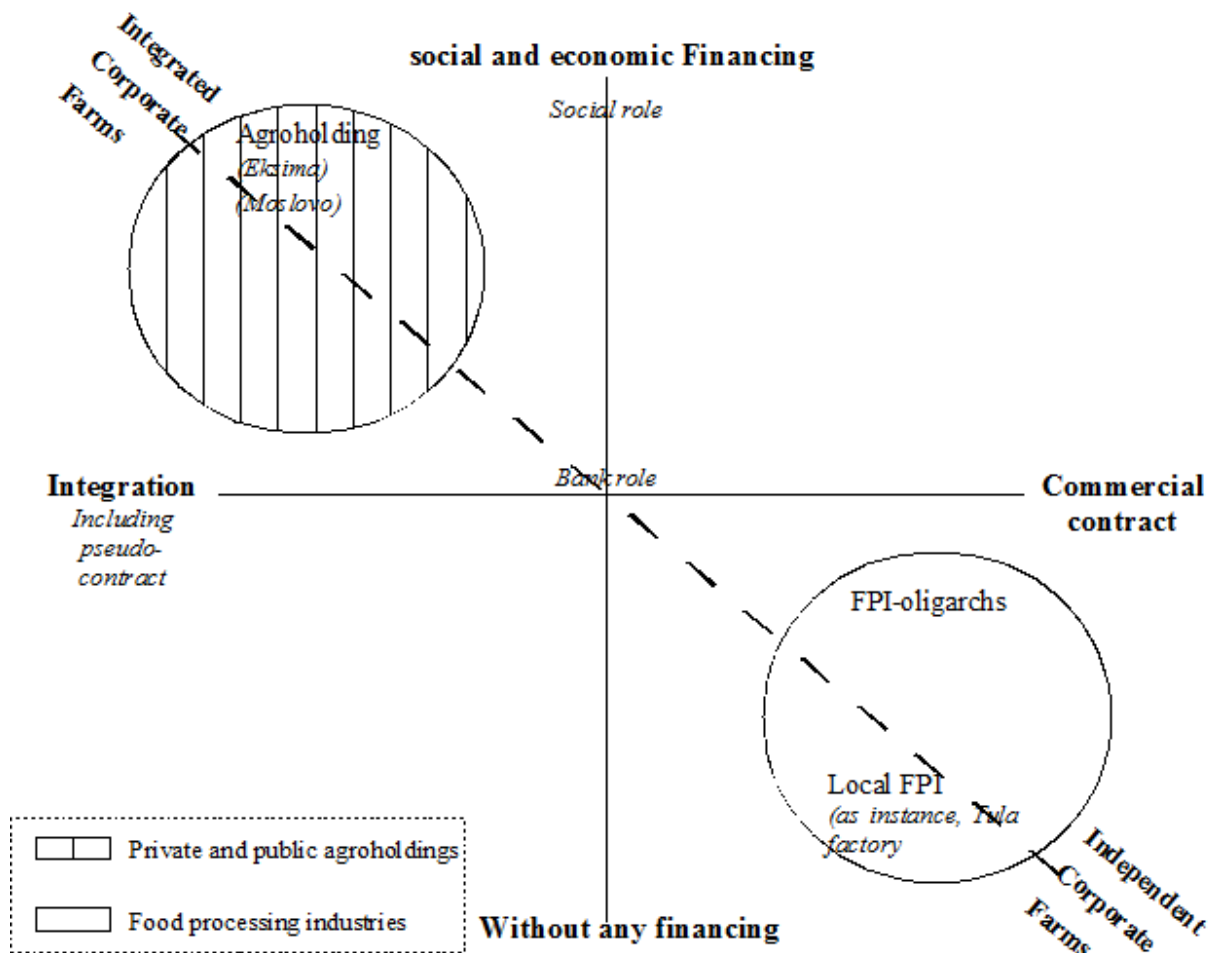 Integrated
Corporate
Farms
social and economic Financing
Social role
Agroholding
(Eksima)
(Moslovo)
Integration
Including
pseudo-
contract
Bank role
Commercial
contract
FPI-oligarchs
Local FPI
(as instance, Tula
factory
Independent
Corporate
Farms
Private and public agroholdings
Food processing industries
Without any financing